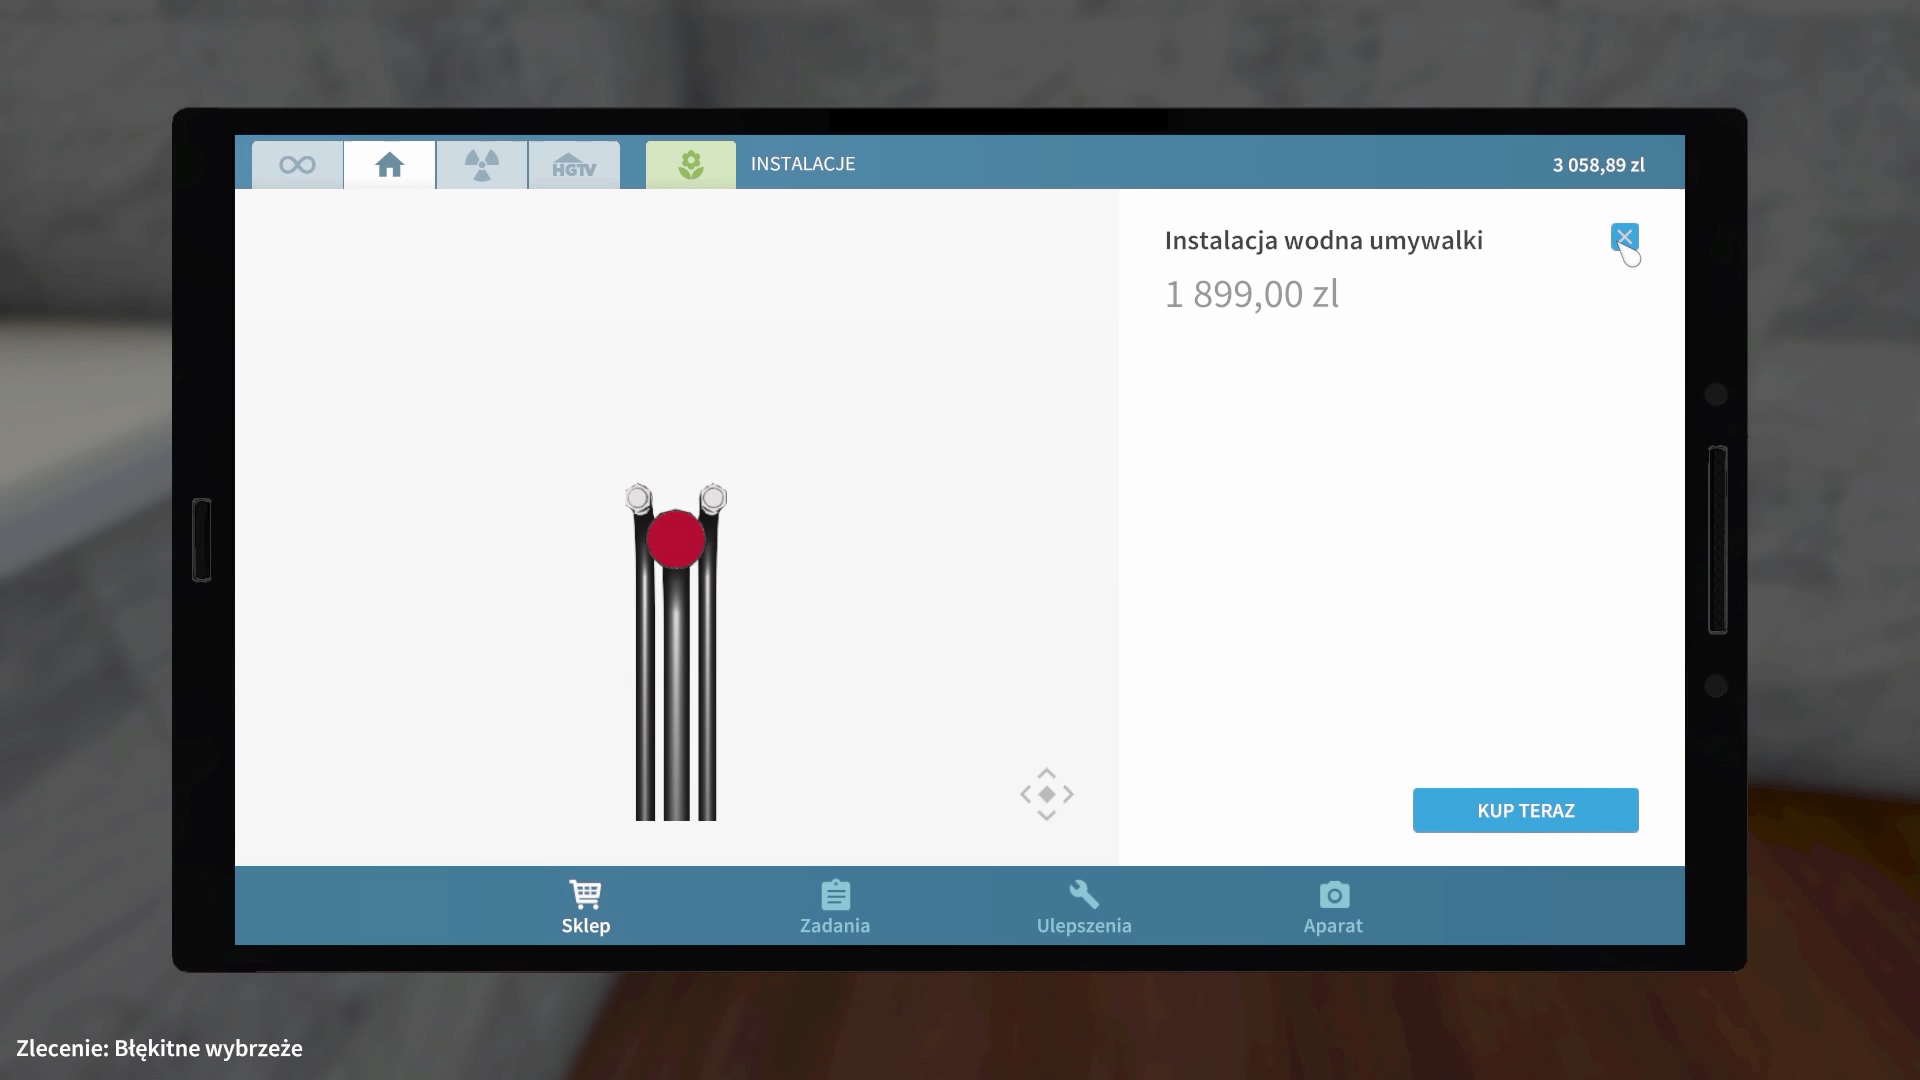 HGTV
INSTALACJE
3 058,89 zl
Instalacja wodna umywalki
1 899,00 zl
KUP TERAZ
Sklep
Zadania
Ulepszenia
Aparat
Zlecenie: Błękitne wybrzeże